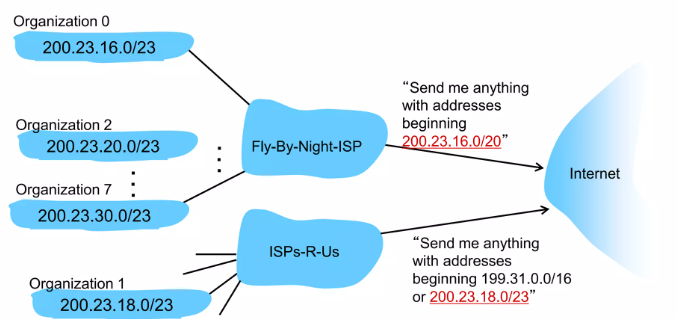 Organization 0
200.23.16.0/23
Organization 2
200.23.20.0/23
Organization 7
200.23.30.0/23
Organization 1
200.23.18.0/23
Fly-By-Night-ISP
ISPs-R-Us
“Send me anything
with addresses
beginning
200.23.16.0/20”
“Send me anything
with addresses
beginning 199.31.0.0/16
or 200.23.18.0/23”
Internet